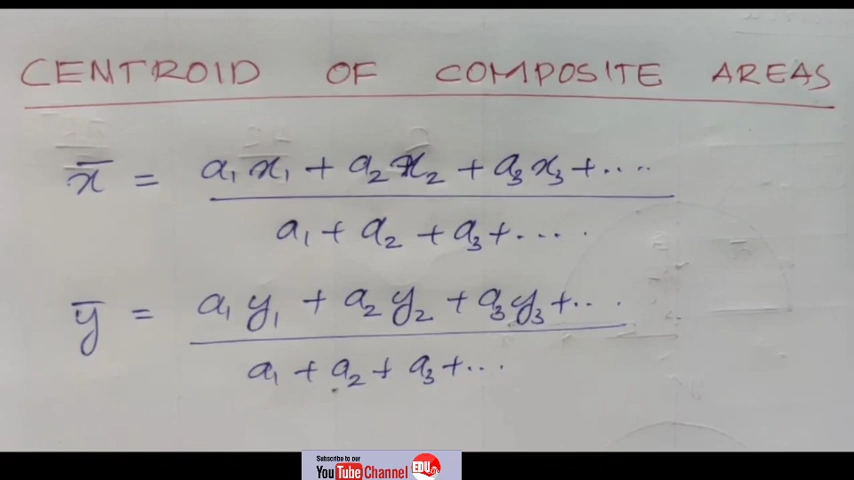 CENTROID OF COMPOSITE AREAS
x̄ = a₁x₁ + a₂x₂ + a₃x₃ + ....
a₁ + a₂ + a₃ + ....
ȳ = a₁y₁ + a₂y₂ + a₃y₃ + ...
a₁ + a₂ + a₃ + ...
Subscribe to our
YouTube Channel EDU